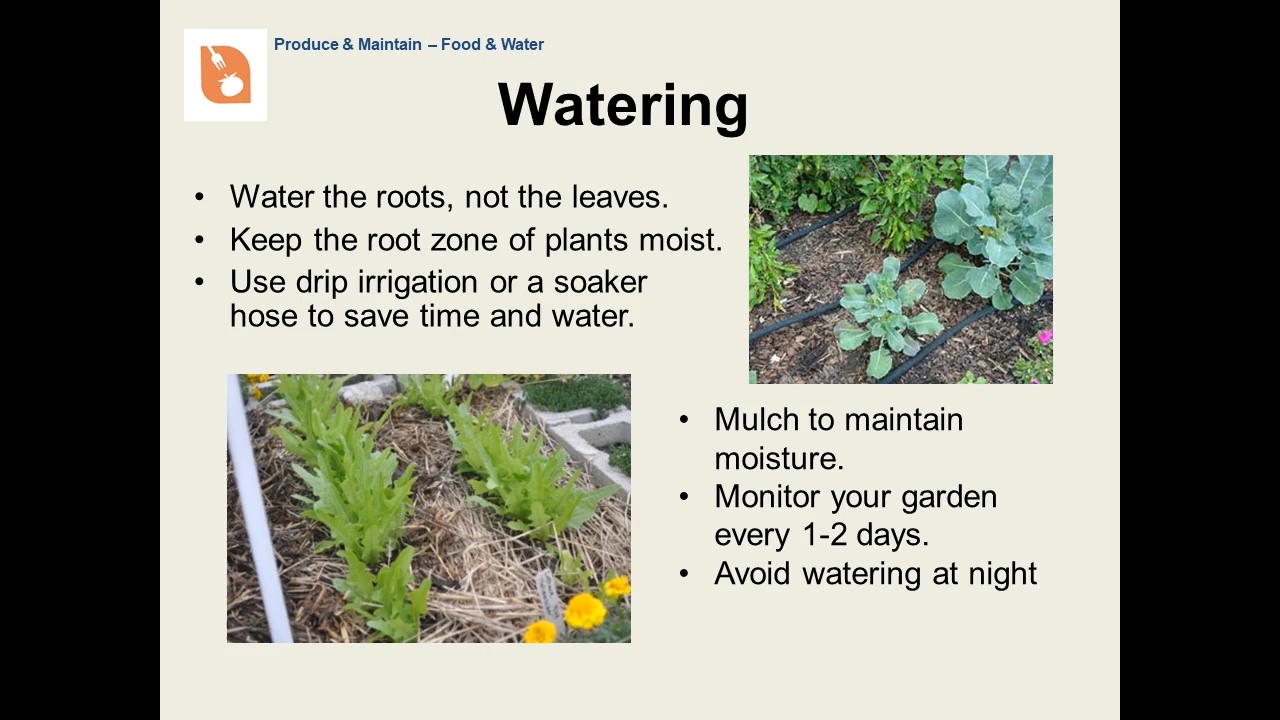 Produce & Maintain – Food & Water
Watering
• Water the roots, not the leaves.
• Keep the root zone of plants moist.
• Use drip irrigation or a soaker
hose to save time and water.
• Mulch to maintain
moisture.
• Monitor your garden
every 1-2 days.
• Avoid watering at night